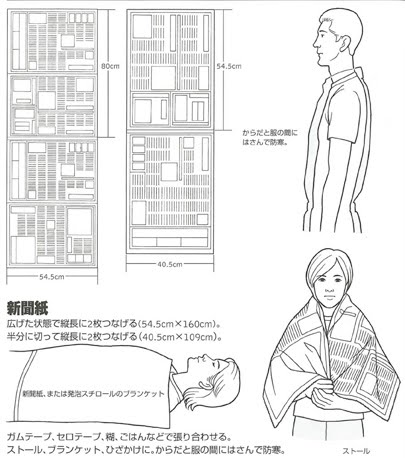 80cm
54.5cm
からだと服の間に
はさんで防寒。
40.5cm
54.5cm
新聞紙
広げた状態で縦長に2枚つなげる(54.5cm×160cm)。
半分に切って縦長に2枚つなげる(40.5cm×109cm)。
新聞紙、または発泡スチロールのブランケット
ガムテープ、セロテープ、糊、ごはんなどで張り合わせる。
ストール、ブランケット、ひざかけに。からだと服の間にはさんで防寒。
ストール